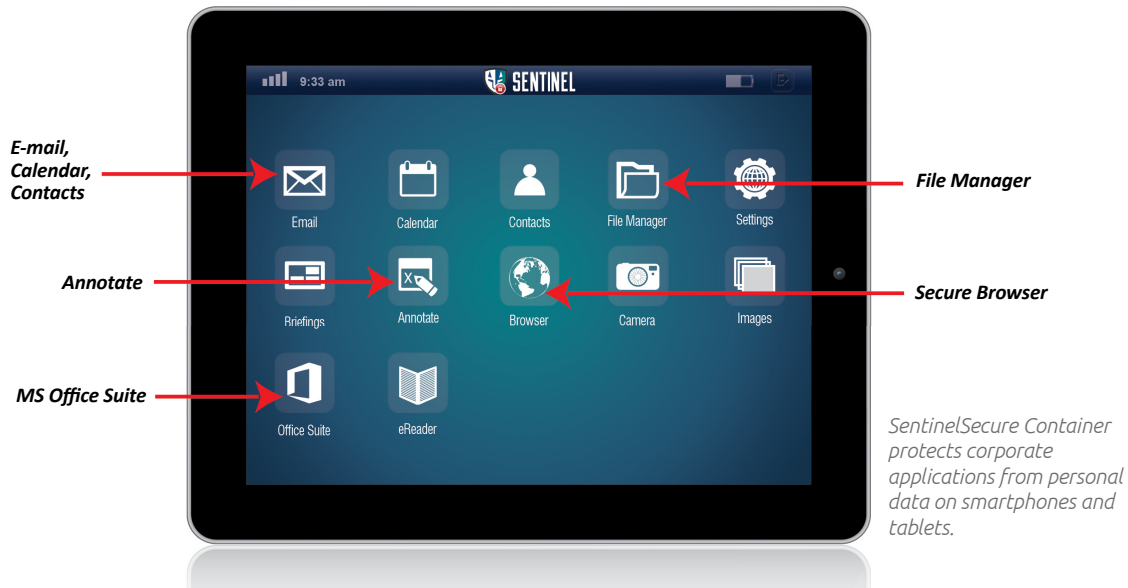 9:33 am
SENTINEL
E-mail,
Calendar,
Contacts
Email
Calendar
Contacts
File Manager
Settings
File Manager
Annotate
Briefings
Annotate
Browser
Camera
Images
Secure Browser
MS Office Suite
Office Suite
eReader
SentinelSecure Container
protects corporate
applications from personal
data on smartphones and
tablets.